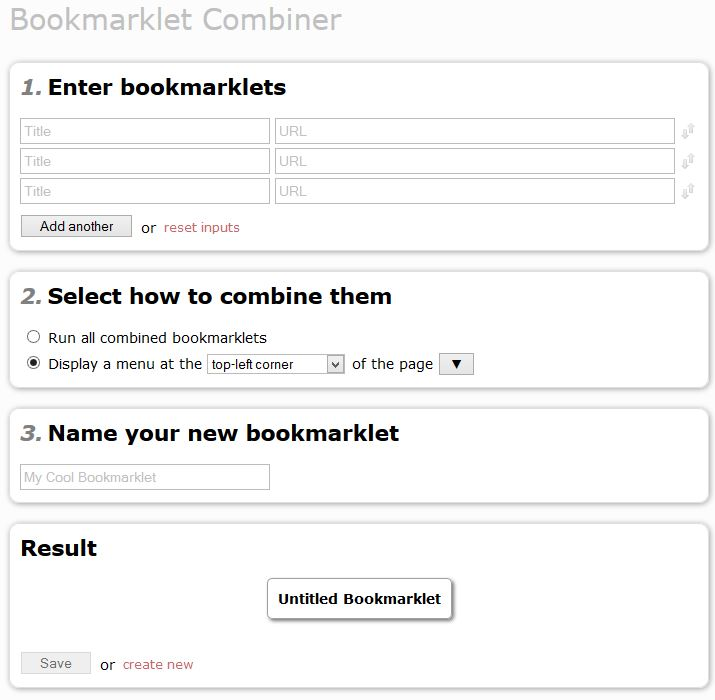 Bookmarklet Combiner
1. Enter bookmarklets
Title URL
Title URL
Title URL
Add another or reset inputs
2. Select how to combine them
Run all combined bookmarklets
Display a menu at the top-left corner of the page ▼
3. Name your new bookmarklet
My Cool Bookmarklet
Result
Untitled Bookmarklet
Save or create new